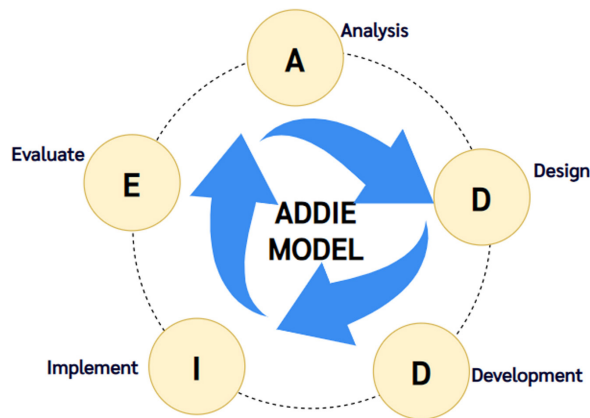 A
Analysis
D
Design
D
Development
I
Implement
E
Evaluate
ADDIE
MODEL